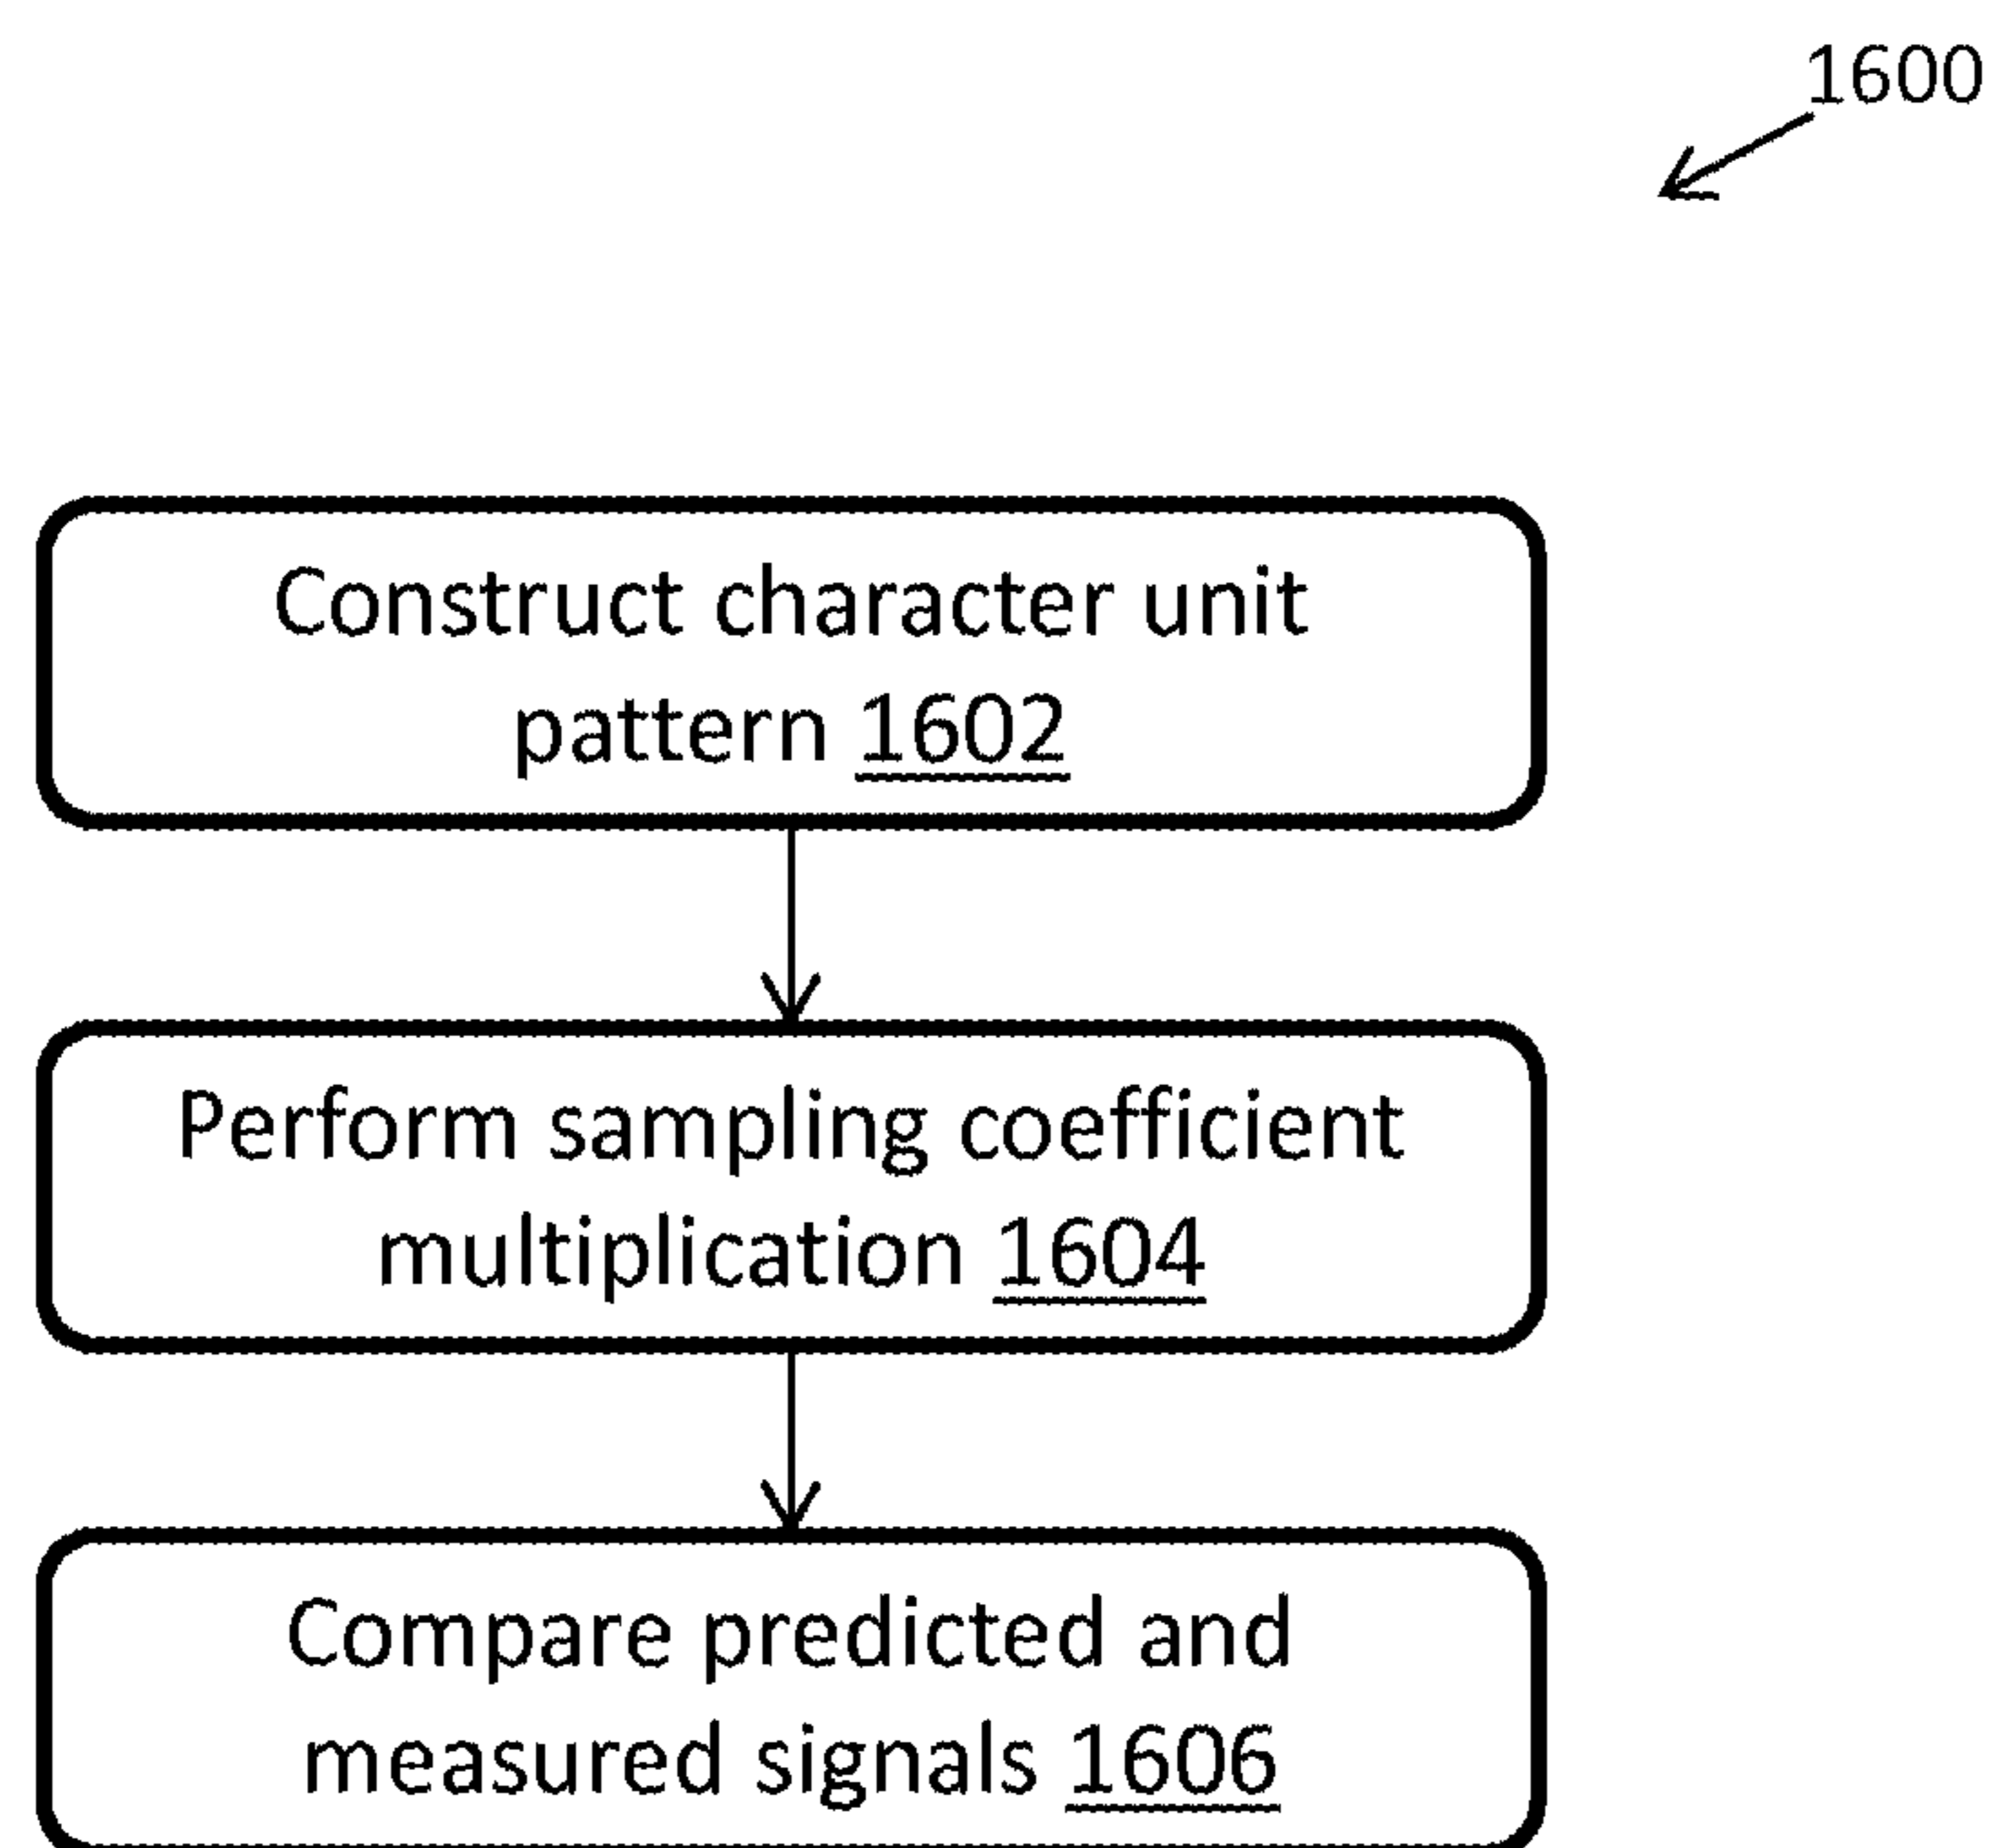 1600
Construct character unit
pattern 1602
Perform sampling coefficient
multiplication 1604
Compare predicted and
measured signals 1606